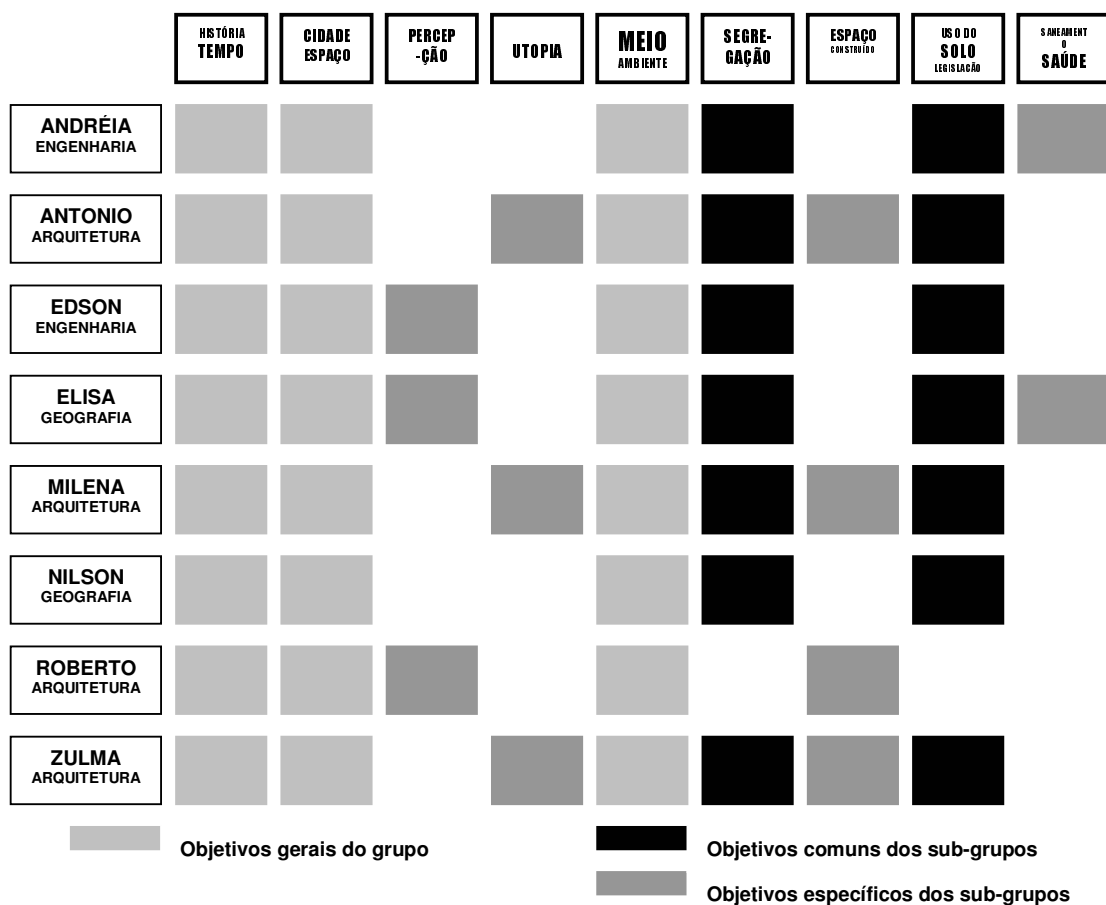 HISTÓRIA
TEMPO
CIDADE
ESPAÇO
PERCEP
-ÇÃO
UTOPIA
MEIO
AMBIENTE
SEGRE-
GAÇÃO
ESPAÇO
CONSTRUÍDO
USO DO
SOLO
LEGISLAÇÃO
SANEAMENT
O
SAÚDE
ANDRÉIA
ENGENHARIA
ANTONIO
ARQUITETURA
EDSON
ENGENHARIA
ELISA
GEOGRAFIA
MILENA
ARQUITETURA
NILSON
GEOGRAFIA
ROBERTO
ARQUITETURA
ZULMA
ARQUITETURA
Objetivos gerais do grupo
Objetivos comuns dos sub-grupos
Objetivos específicos dos sub-grupos